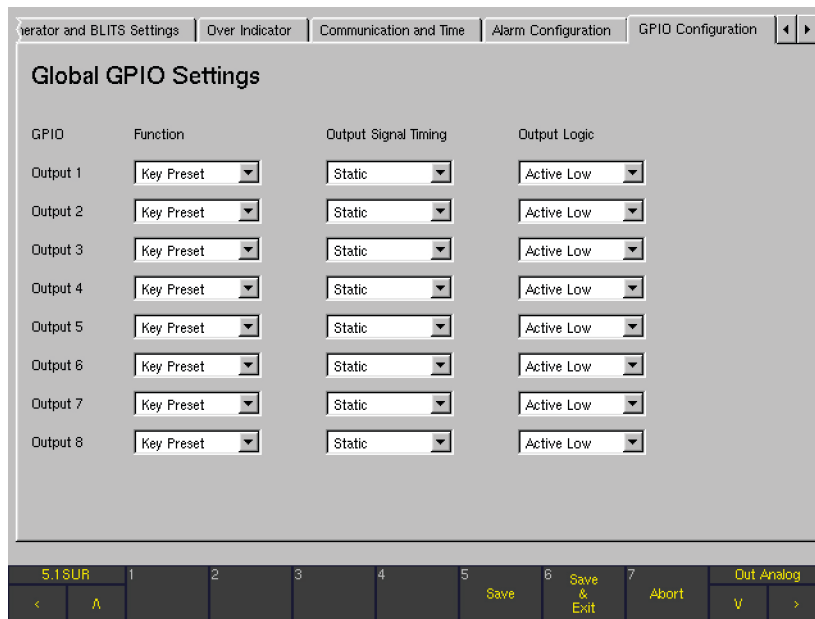 erator and BLITS Settings Over Indicator Communication and Time Alarm Configuration GPIO Configuration
Global GPIO Settings
GPIO Function Output Signal Timing Output Logic
Output 1 Key Preset Static Active Low
Output 2 Key Preset Static Active Low
Output 3 Key Preset Static Active Low
Output 4 Key Preset Static Active Low
Output 5 Key Preset Static Active Low
Output 6 Key Preset Static Active Low
Output 7 Key Preset Static Active Low
Output 8 Key Preset Static Active Low
5.1SUR 1 2 3 4 5 Save 6 Save & Exit 7 Abort Out Analog
< Λ V >